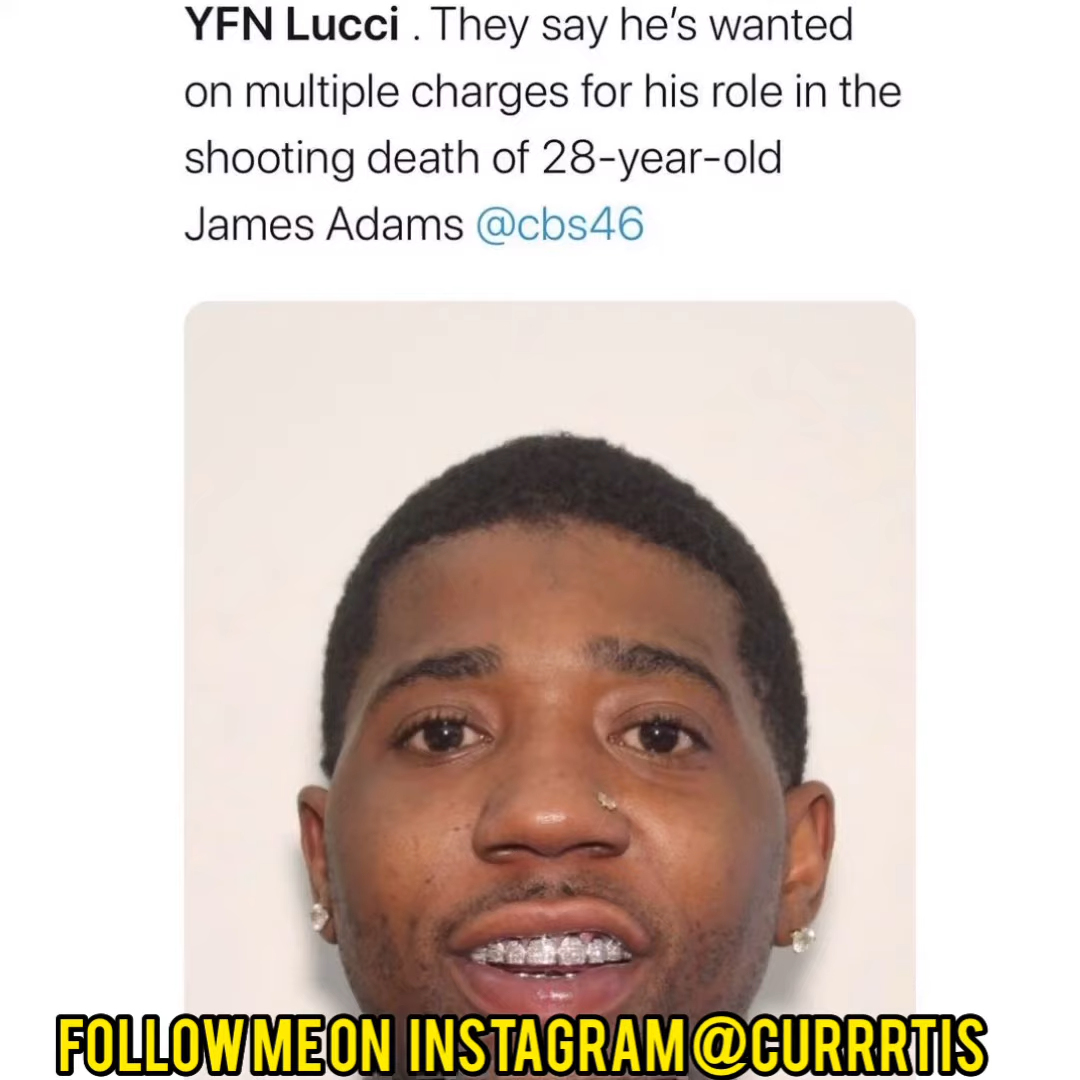 YFN Lucci . They say he's wanted
on multiple charges for his role in the
shooting death of 28-year-old
James Adams @cbs46
FOLLOW ME ON INSTAGRAM @CURRRTIS